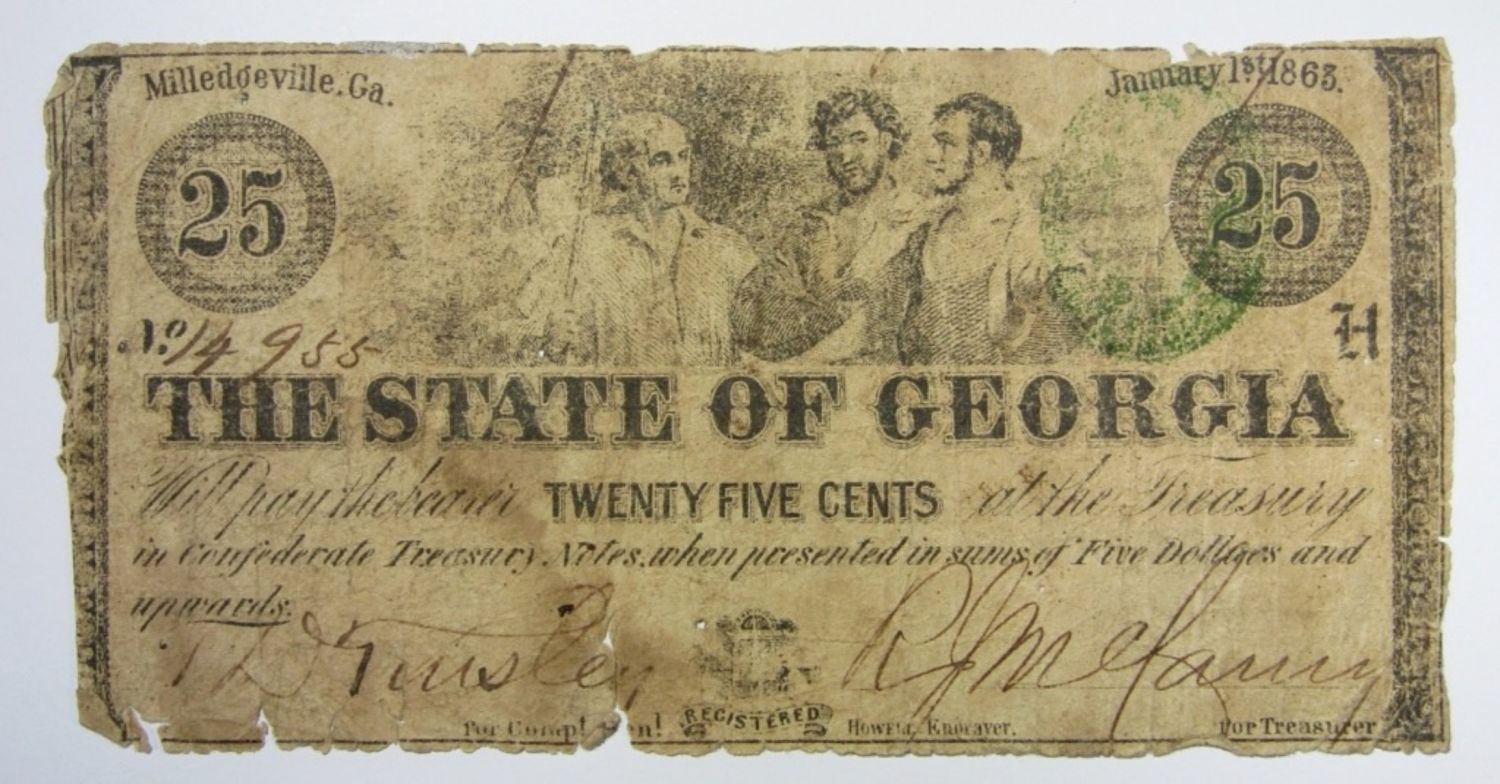 Milledgeville, Ga.
January 1st, 1863.
25
25
No. 14955
H
THE STATE OF GEORGIA
Will pay the bearer TWENTY FIVE CENTS at the Treasury
in Confederate Treasury Notes, when presented in sums of Five Dollars and
upwards.
For Comp!
REGISTERED
Howell, Engraver.
For Treasurer